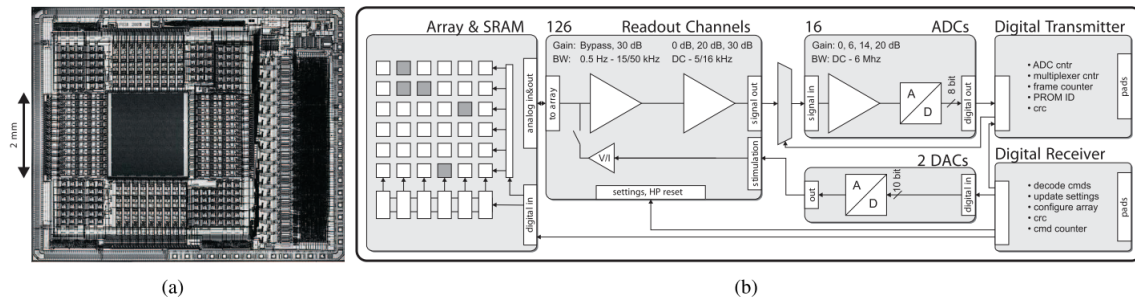 2 mm
(a)
Array & SRAM
analog in&out
digital in
126 Readout Channels
Gain: Bypass, 30 dB 0 dB, 20 dB, 30 dB
BW: 0.5 Hz - 15/50 kHz DC - 5/16 kHz
to array
signal out
V/I
stimulation
settings, HP reset
16 ADCs
Gain: 0, 6, 14, 20 dB
BW: DC - 6 Mhz
signal in
A
D
8 bit
digital out
2 DACs
out
A
D
10 bit
digital in
Digital Transmitter
• ADC cntr
• multiplexer cntr
• frame counter
• PROM ID
• crc
pads
Digital Receiver
• decode cmds
• update settings
• configure array
• crc
• cmd counter
pads
(b)